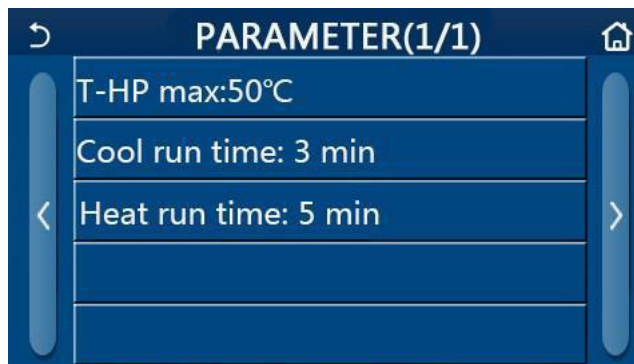 PARAMETER(1/1)
T-HP max:50℃
Cool run time: 3 min
Heat run time: 5 min